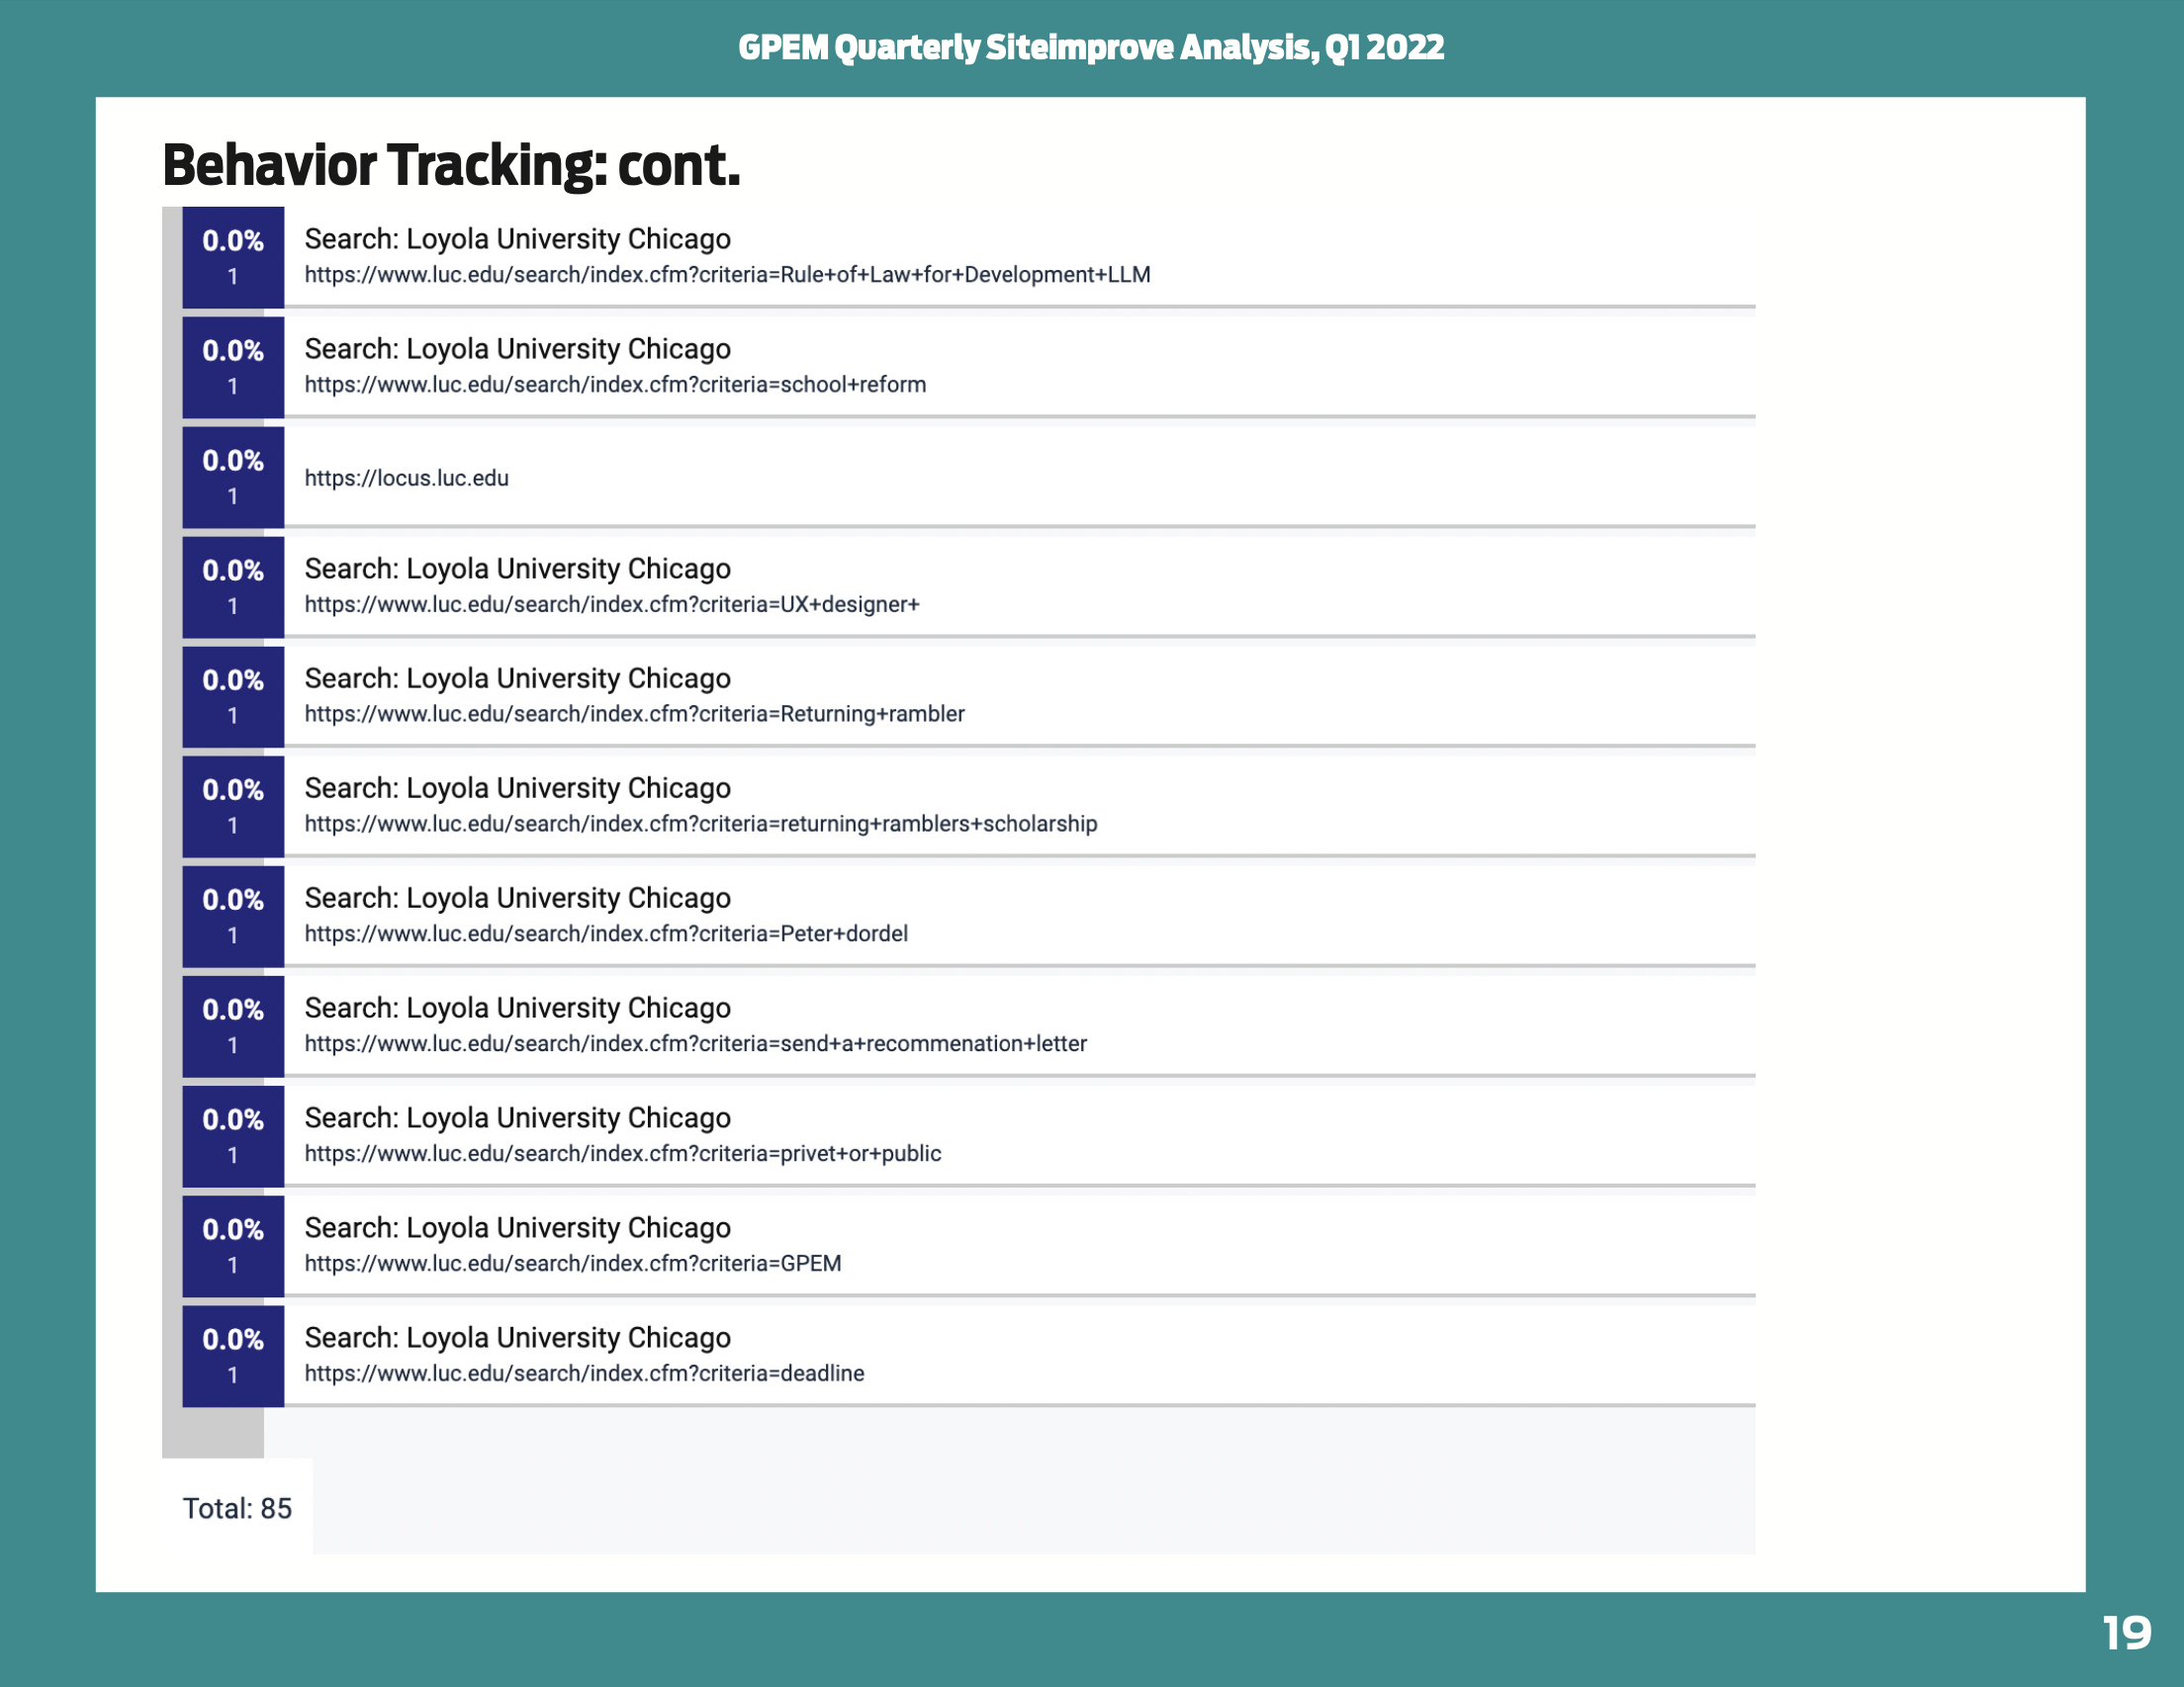 GPEM Quarterly Siteimprove Analysis, Q1 2022
Behavior Tracking: cont.
0.0%
1
Search: Loyola University Chicago
https://www.luc.edu/search/index.cfm?criteria=Rule+of+Law+for+Development+LLM
0.0%
1
Search: Loyola University Chicago
https://www.luc.edu/search/index.cfm?criteria=school+reform
0.0%
1
https://locus.luc.edu
0.0%
1
Search: Loyola University Chicago
https://www.luc.edu/search/index.cfm?criteria=UX+designer+
0.0%
1
Search: Loyola University Chicago
https://www.luc.edu/search/index.cfm?criteria=Returning+rambler
0.0%
1
Search: Loyola University Chicago
https://www.luc.edu/search/index.cfm?criteria=returning+ramblers+scholarship
0.0%
1
Search: Loyola University Chicago
https://www.luc.edu/search/index.cfm?criteria=Peter+dordel
0.0%
1
Search: Loyola University Chicago
https://www.luc.edu/search/index.cfm?criteria=send+a+recommenation+letter
0.0%
1
Search: Loyola University Chicago
https://www.luc.edu/search/index.cfm?criteria=privet+or+public
0.0%
1
Search: Loyola University Chicago
https://www.luc.edu/search/index.cfm?criteria=GPEM
0.0%
1
Search: Loyola University Chicago
https://www.luc.edu/search/index.cfm?criteria=deadline
Total: 85
19